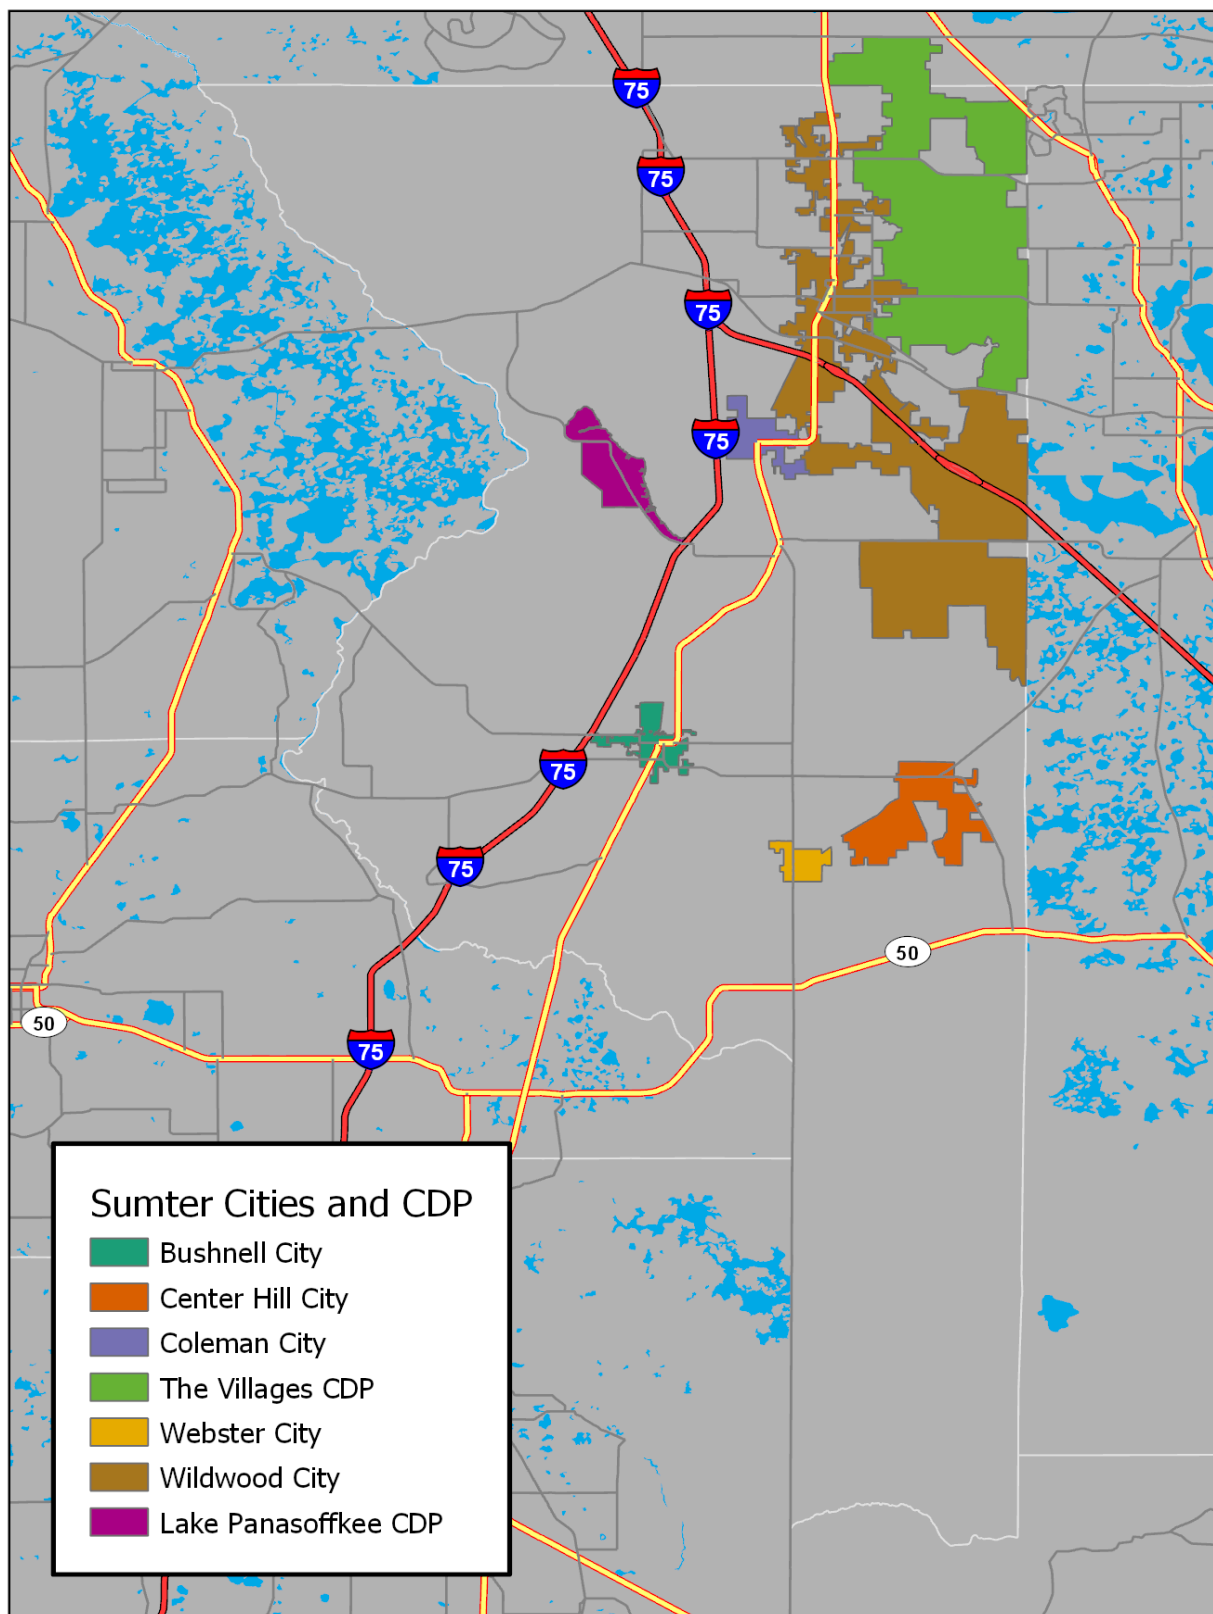 75
75
75
75
75
75
50
50
75
Sumter Cities and CDP
Bushnell City
Center Hill City
Coleman City
The Villages CDP
Webster City
Wildwood City
Lake Panasoffkee CDP